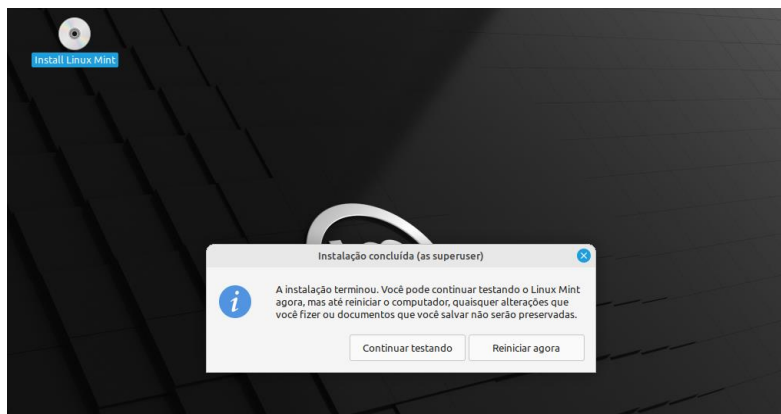 Install Linux Mint
Instalação concluída (as superuser)
A instalação terminou. Você pode continuar testando o Linux Mint
agora, mas até reiniciar o computador, quaisquer alterações que
você fizer ou documentos que você salvar não serão preservadas.
Continuar testando
Reiniciar agora